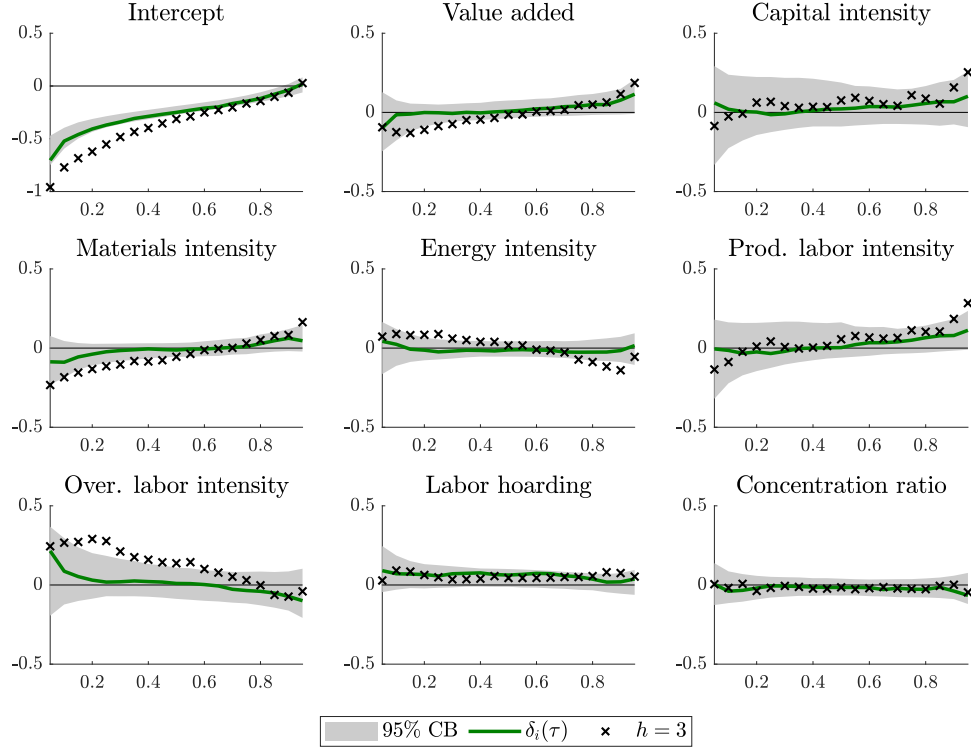 Intercept Value added Capital intensity
0.5 0.5 0.5
0
-0.5 0 0
-1 -0.5 -0.5
0.2 0.4 0.6 0.8 0.2 0.4 0.6 0.8 0.2 0.4 0.6 0.8
Materials intensity Energy intensity Prod. labor intensity
0.5 0.5 0.5
0 0 0
-0.5 -0.5 -0.5
0.2 0.4 0.6 0.8 0.2 0.4 0.6 0.8 0.2 0.4 0.6 0.8
Over. labor intensity Labor hoarding Concentration ratio
0.5 0.5 0.5
0 0 0
-0.5 -0.5 -0.5
0.2 0.4 0.6 0.8 0.2 0.4 0.6 0.8 0.2 0.4 0.6 0.8
95% CB δᵢ(τ) h = 3